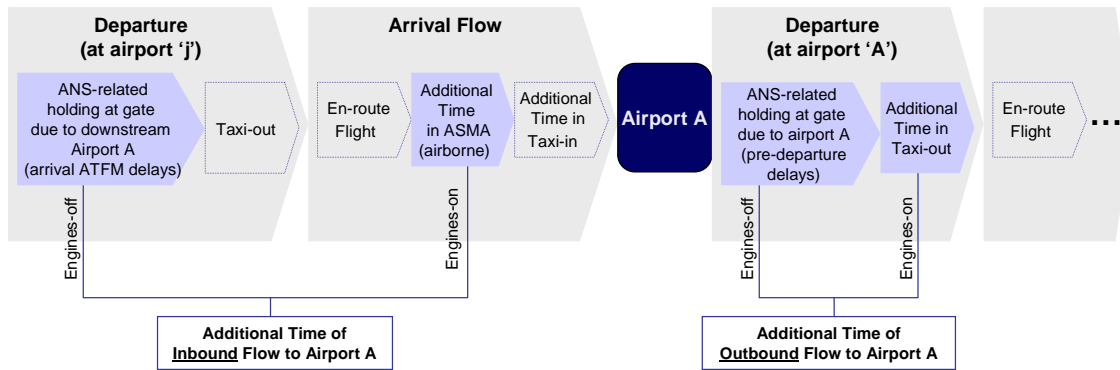 Departure
(at airport ‘j’)
ANS-related
holding at gate
due to downstream
Airport A
(arrival ATFM delays)
Taxi-out
Arrival Flow
En-route
Flight
Additional
Time
in ASMA
(airborne)
Additional
Time in
Taxi-in
Airport A
Departure
(at airport ‘A’)
ANS-related
holding at gate
due to airport A
(pre-departure
delays)
Additional
Time in
Taxi-out
En-route
Flight
...
Engines-off
Engines-on
Engines-off
Engines-on
Additional Time of
Inbound Flow to Airport A
Additional Time of
Outbound Flow to Airport A